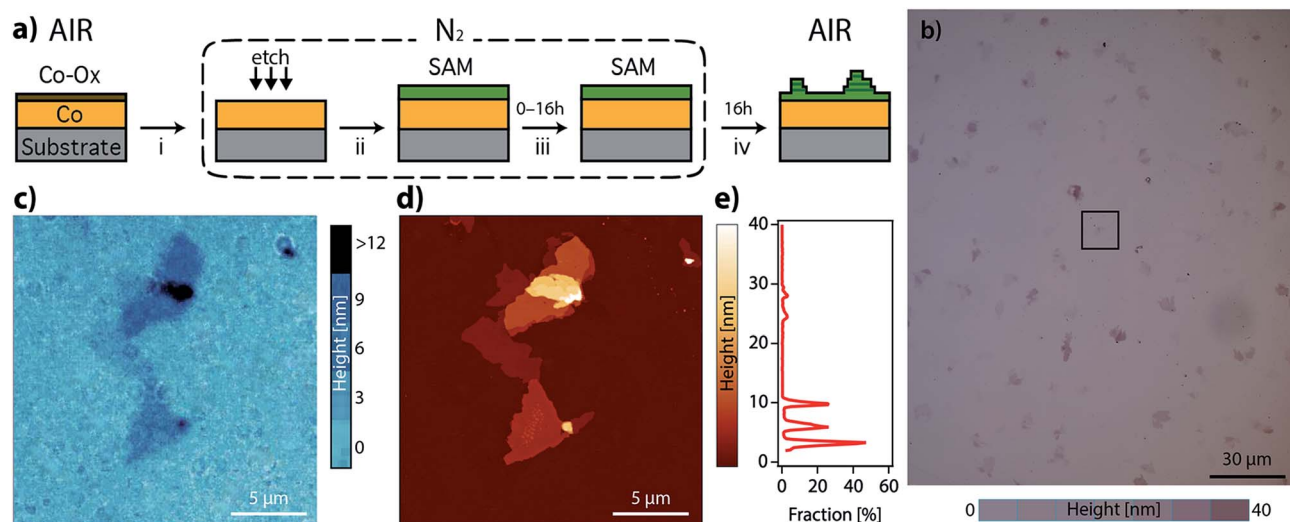 a) AIR
N₂
AIR
b)
Co-Ox
etch
SAM
SAM
Co
0–16h
16h
Substrate
i
ii
iii
iv
c)
d)
e)
>12
9
6
3
0
Height [nm]
5 μm
5 μm
Height [nm]
40
30
20
10
0
0 20 40 60
Fraction [%]
30 μm
0 Height [nm] 40